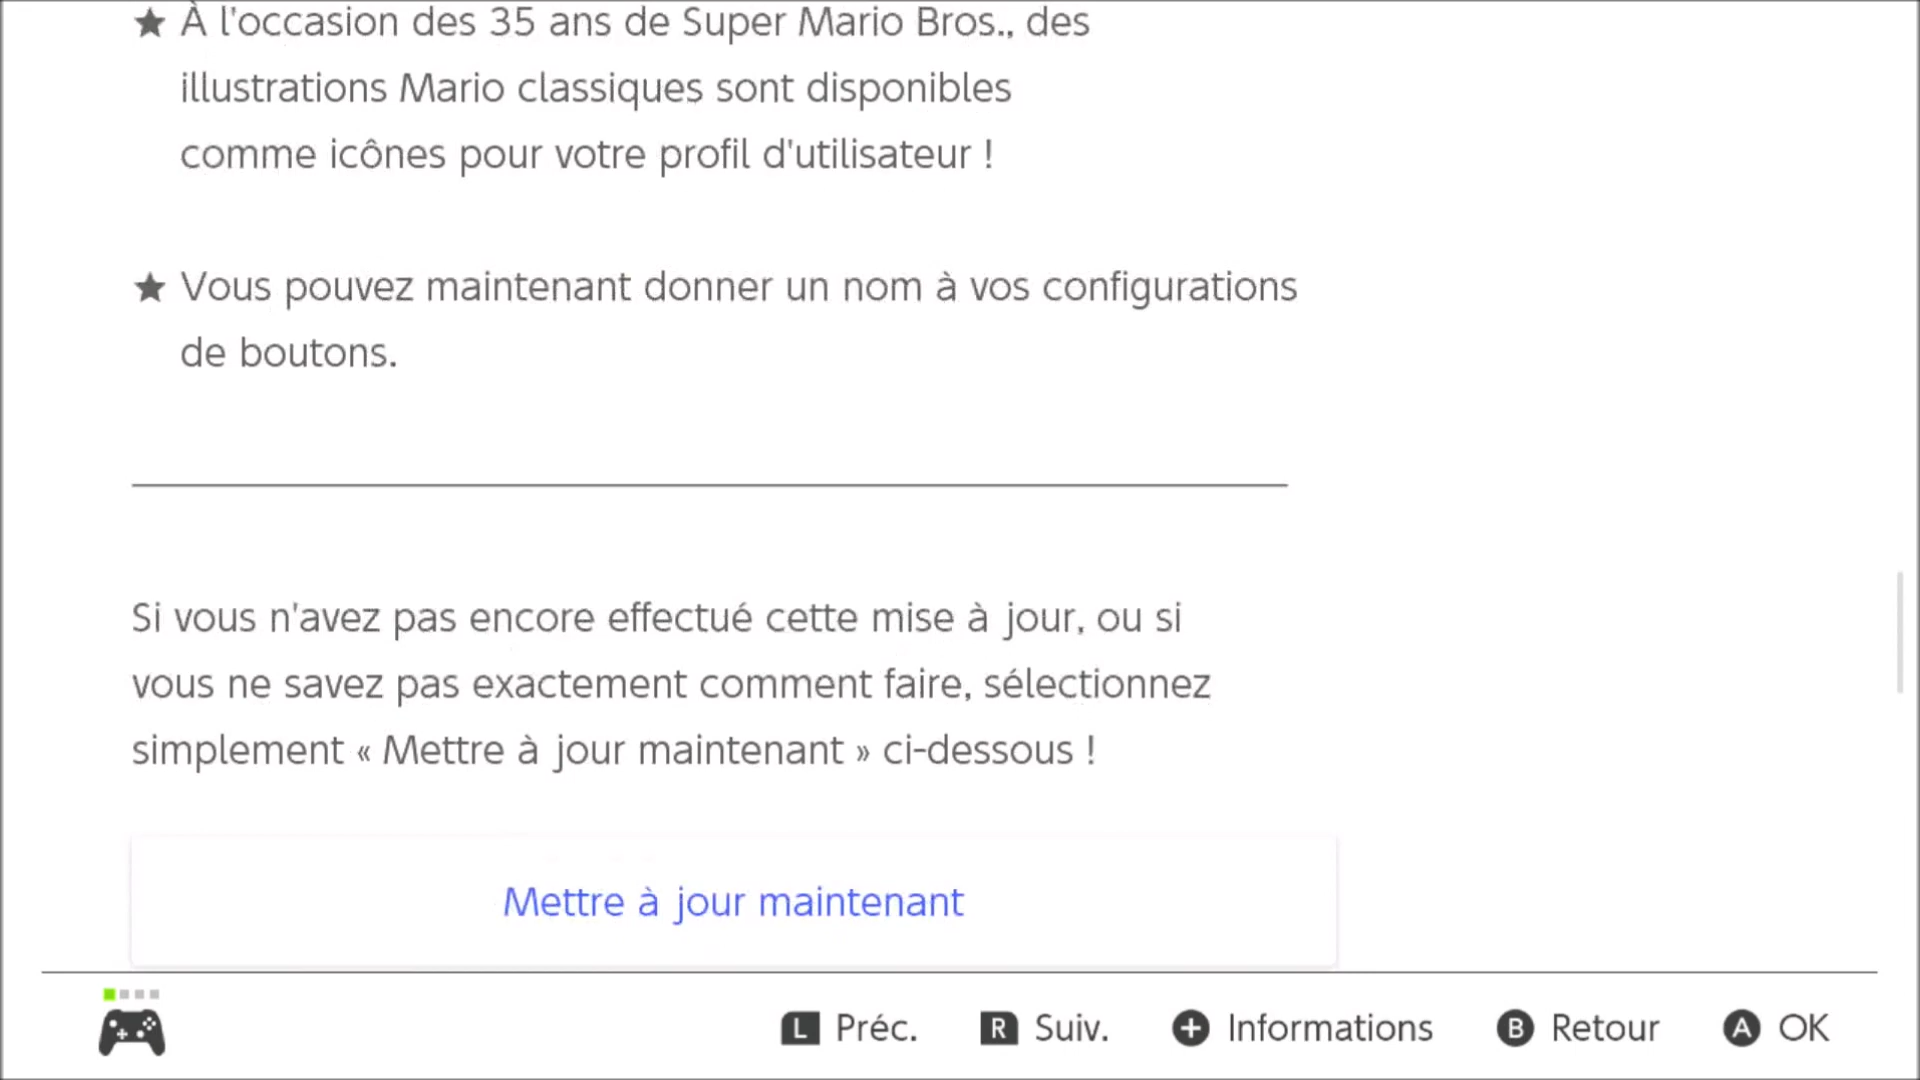 ★ À l'occasion des 35 ans de Super Mario Bros., des
illustrations Mario classiques sont disponibles
comme icônes pour votre profil d'utilisateur !
★ Vous pouvez maintenant donner un nom à vos configurations
de boutons.
Si vous n'avez pas encore effectué cette mise à jour, ou si
vous ne savez pas exactement comment faire, sélectionnez
simplement « Mettre à jour maintenant » ci-dessous !
Mettre à jour maintenant
L Préc. R Suiv. + Informations B Retour A OK